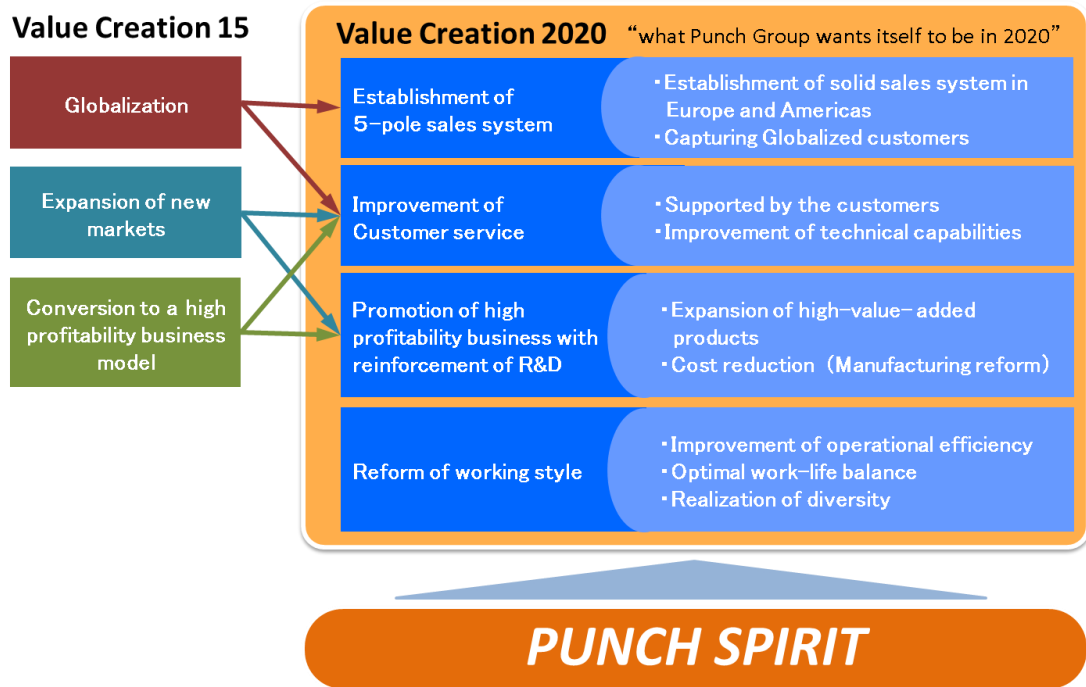 Value Creation 15
Globalization
Expansion of new
markets
Conversion to a high
profitability business
model
Value Creation 2020 “what Punch Group wants itself to be in 2020”
Establishment of
5-pole sales system
・Establishment of solid sales system in
Europe and Americas
・Capturing Globalized customers
Improvement of
Customer service
・Supported by the customers
・Improvement of technical capabilities
Promotion of high
profitability business with
reinforcement of R&D
・Expansion of high-value- added
products
・Cost reduction（Manufacturing reform）
Reform of working style
・Improvement of operational efficiency
・Optimal work-life balance
・Realization of diversity
PUNCH SPIRIT